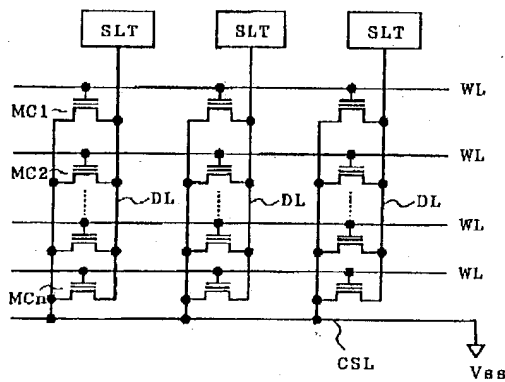 SLT SLT SLT
WL
MC1
WL
MC2
DL DL DL
WL
WL
MCn
CSL
Vss